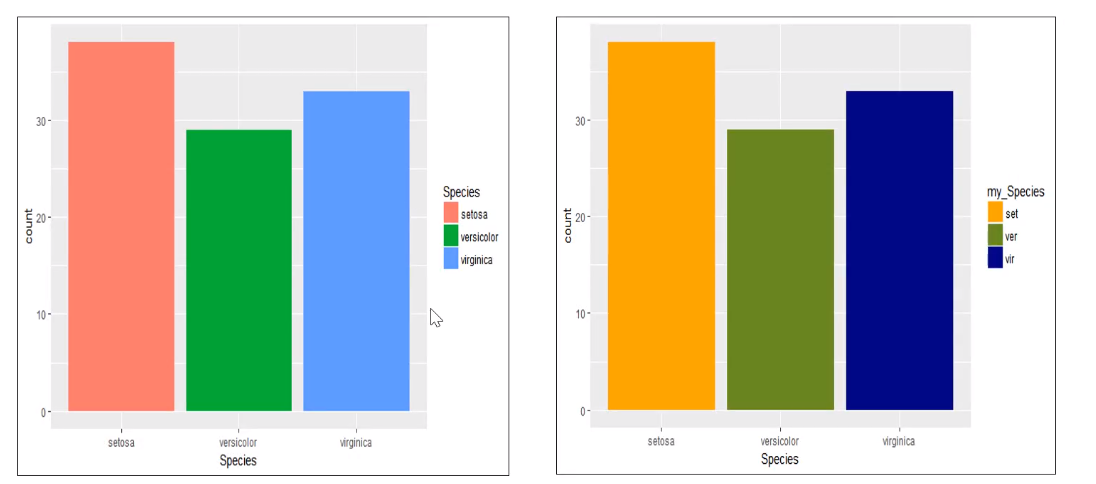 30
20
10
0
count
setosa
versicolor
virginica
Species
Species
setosa
versicolor
virginica
30
20
10
0
count
setosa
versicolor
virginica
Species
my_Species
set
ver
vir